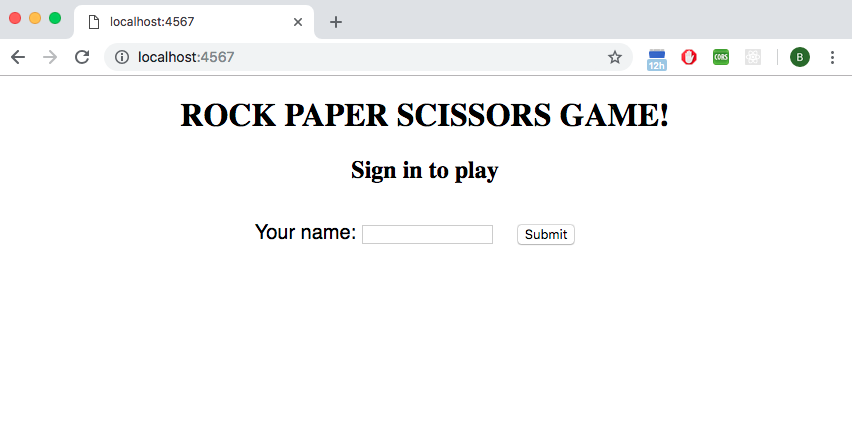 localhost:4567
localhost:4567
12h
CORS
B
ROCK PAPER SCISSORS GAME!
Sign in to play
Your name:
Submit